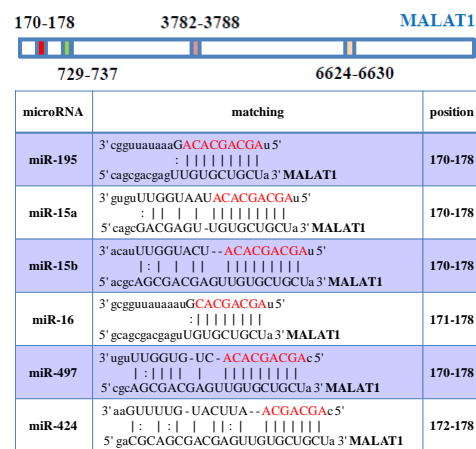 170-178 3782-3788 MALAT1
729-737 6624-6630
microRNA matching position
miR-195 3' cgguuauaaaGACACGACGAu 5' 170-178
: | | | | | | | | |
5' cagcgacgagUUGUGCUGCUa 3' MALAT1
miR-15a 3' guguUUGGUAAUACACGACGAu 5' 170-178
: | | | | | | | | | | | | |
5' cagcGACGAGU -UGUGCUGCUa 3' MALAT1
miR-15b 3' acauUUGGUACU - - ACACGACGAu 5' 170-178
| : | | | | | | | | | | | | |
5' acgcAGCGACGAGUUGUGCUGCUa 3' MALAT1
miR-16 3' gcgguuauaaauGCACGACGAu 5' 171-178
: | | | | | | | |
5' gcagcgacgaguUGUGCUGCUa 3' MALAT1
miR-497 3' uguUUGGUG - UC - ACACGACGAc 5' 170-178
| : | | | | | | | | | | | | | |
5' cgcAGCGACGAGUUGUGCUGCUa 3' MALAT1
miR-424 3' aaGUUUUG - UACUUA - - ACGACGAc 5' 172-178
| : | : | | | | | | | | | | |
5' gaCGCAGCGACGAGUUGUGCUGCUa 3' MALAT1